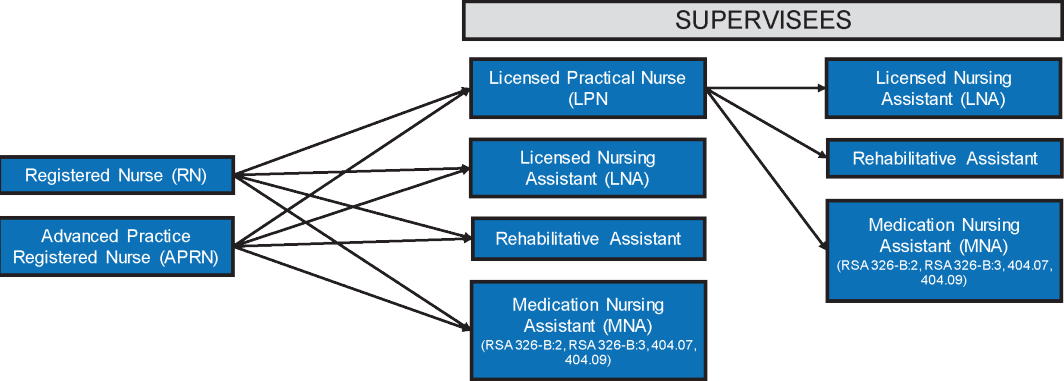 SUPERVISEES
Registered Nurse (RN)
Advanced Practice
Registered Nurse (APRN)
Licensed Practical Nurse
(LPN
Licensed Nursing
Assistant (LNA)
Rehabilitative Assistant
Medication Nursing
Assistant (MNA)
(RSA 326-B:2, RSA 326-B:3, 404.07,
404.09)
Licensed Nursing
Assistant (LNA)
Rehabilitative Assistant
Medication Nursing
Assistant (MNA)
(RSA 326-B:2, RSA 326-B:3, 404.07,
404.09)